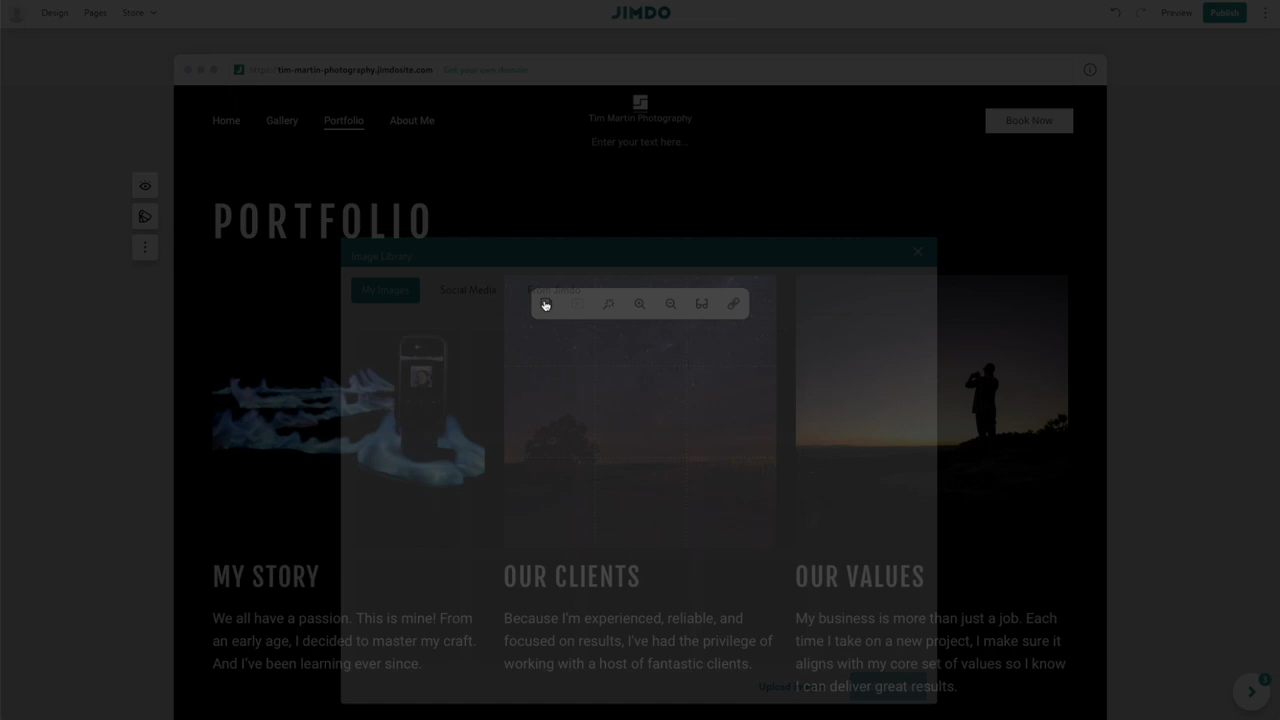 Design Pages Store JIMDO Preview Publish
https://tim-martin-photography.jimdosite.com Get your own domain
Home Gallery Portfolio About Me Tim Martin Photography Book Now
Enter your text here...
PORTFOLIO
Image Library
My Images Social Media From Jimdo
MY STORY
We all have a passion. This is mine! From
an early age, I decided to master my craft.
And I've been learning ever since.
OUR CLIENTS
Because I'm experienced, reliable, and
focused on results, I've had the privilege of
working with a host of fantastic clients.
OUR VALUES
My business is more than just a job. Each
time I take on a new project, I make sure it
aligns with my core set of values so I know
I can deliver great results.
Upload
3